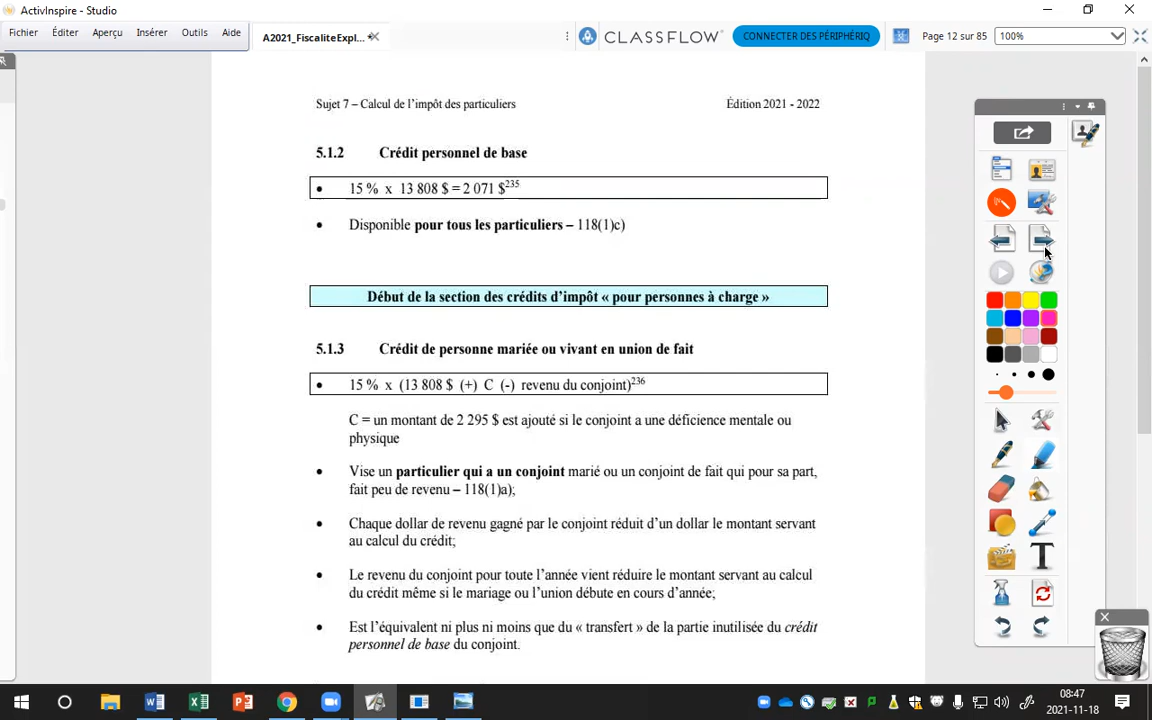 ActivInspire - Studio
Fichier Éditer Aperçu Insérer Outils Aide
A2021_FiscaliteExpl...
CLASSFLOW
CONNECTER DES PÉRIPHÉRIQ
Page 12 sur 85
100%
Sujet 7 – Calcul de l'impôt des particuliers Édition 2021 - 2022
5.1.2 Crédit personnel de base
• 15 % x 13 808 $ = 2 071 $235
• Disponible pour tous les particuliers – 118(1)c)
Début de la section des crédits d'impôt « pour personnes à charge »
5.1.3 Crédit de personne mariée ou vivant en union de fait
• 15 % x (13 808 $ (+) C (-) revenu du conjoint)236
C = un montant de 2 295 $ est ajouté si le conjoint a une déficience mentale ou
physique
• Vise un particulier qui a un conjoint marié ou un conjoint de fait qui pour sa part,
fait peu de revenu – 118(1)a);
• Chaque dollar de revenu gagné par le conjoint réduit d'un dollar le montant servant
au calcul du crédit;
• Le revenu du conjoint pour toute l'année vient réduire le montant servant au calcul
du crédit même si le mariage ou l'union débute en cours d'année;
• Est l'équivalent ni plus ni moins que du « transfert » de la partie inutilisée du crédit
personnel de base du conjoint.
08:47
2021-11-18